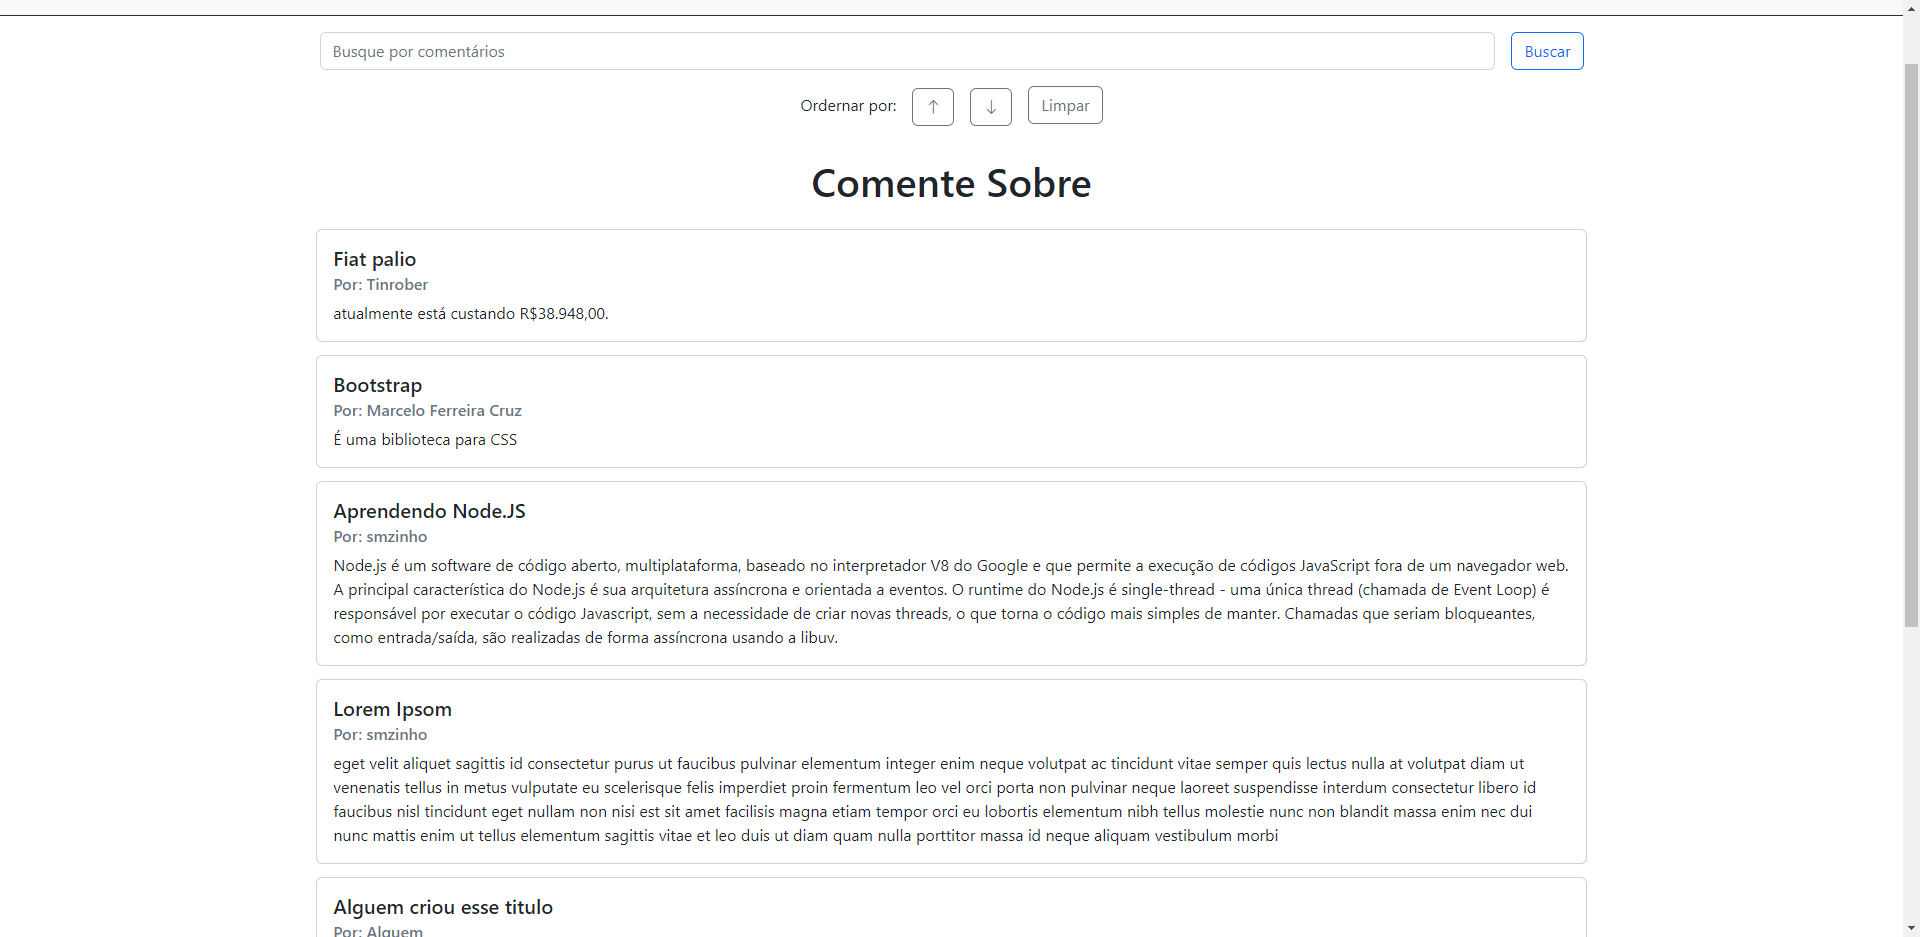 Busque por comentários
Buscar
Ordernar por:
↑
↓
Limpar
Comente Sobre
Fiat palio
Por: Tinrober
atualmente está custando R$38.948,00.
Bootstrap
Por: Marcelo Ferreira Cruz
É uma biblioteca para CSS
Aprendendo Node.JS
Por: smzinho
Node.js é um software de código aberto, multiplataforma, baseado no interpretador V8 do Google e que permite a execução de códigos JavaScript fora de um navegador web.
A principal característica do Node.js é sua arquitetura assíncrona e orientada a eventos. O runtime do Node.js é single-thread - uma única thread (chamada de Event Loop) é
responsável por executar o código Javascript, sem a necessidade de criar novas threads, o que torna o código mais simples de manter. Chamadas que seriam bloqueantes,
como entrada/saída, são realizadas de forma assíncrona usando a libuv.
Lorem Ipsom
Por: smzinho
eget velit aliquet sagittis id consectetur purus ut faucibus pulvinar elementum integer enim neque volutpat ac tincidunt vitae semper quis lectus nulla at volutpat diam ut
venenatis tellus in metus vulputate eu scelerisque felis imperdiet proin fermentum leo vel orci porta non pulvinar neque laoreet suspendisse interdum consectetur libero id
faucibus nisl tincidunt eget nullam non nisi est sit amet facilisis magna etiam tempor orci eu lobortis elementum nibh tellus molestie nunc non blandit massa enim nec dui
nunc mattis enim ut tellus elementum sagittis vitae et leo duis ut diam quam nulla porttitor massa id neque aliquam vestibulum morbi
Alguem criou esse titulo
Por: Alguem